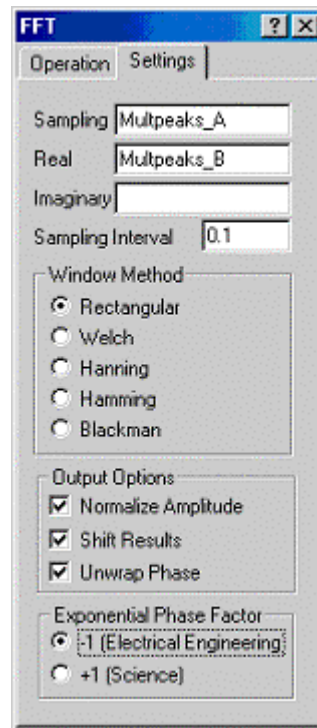 FFT
Operation Settings
Sampling Multpeaks_A
Real Multpeaks_B
Imaginary
Sampling Interval 0.1
Window Method
Rectangular
Welch
Hanning
Hamming
Blackman
Output Options
Normalize Amplitude
Shift Results
Unwrap Phase
Exponential Phase Factor
-1 (Electrical Engineering
+1 (Science)